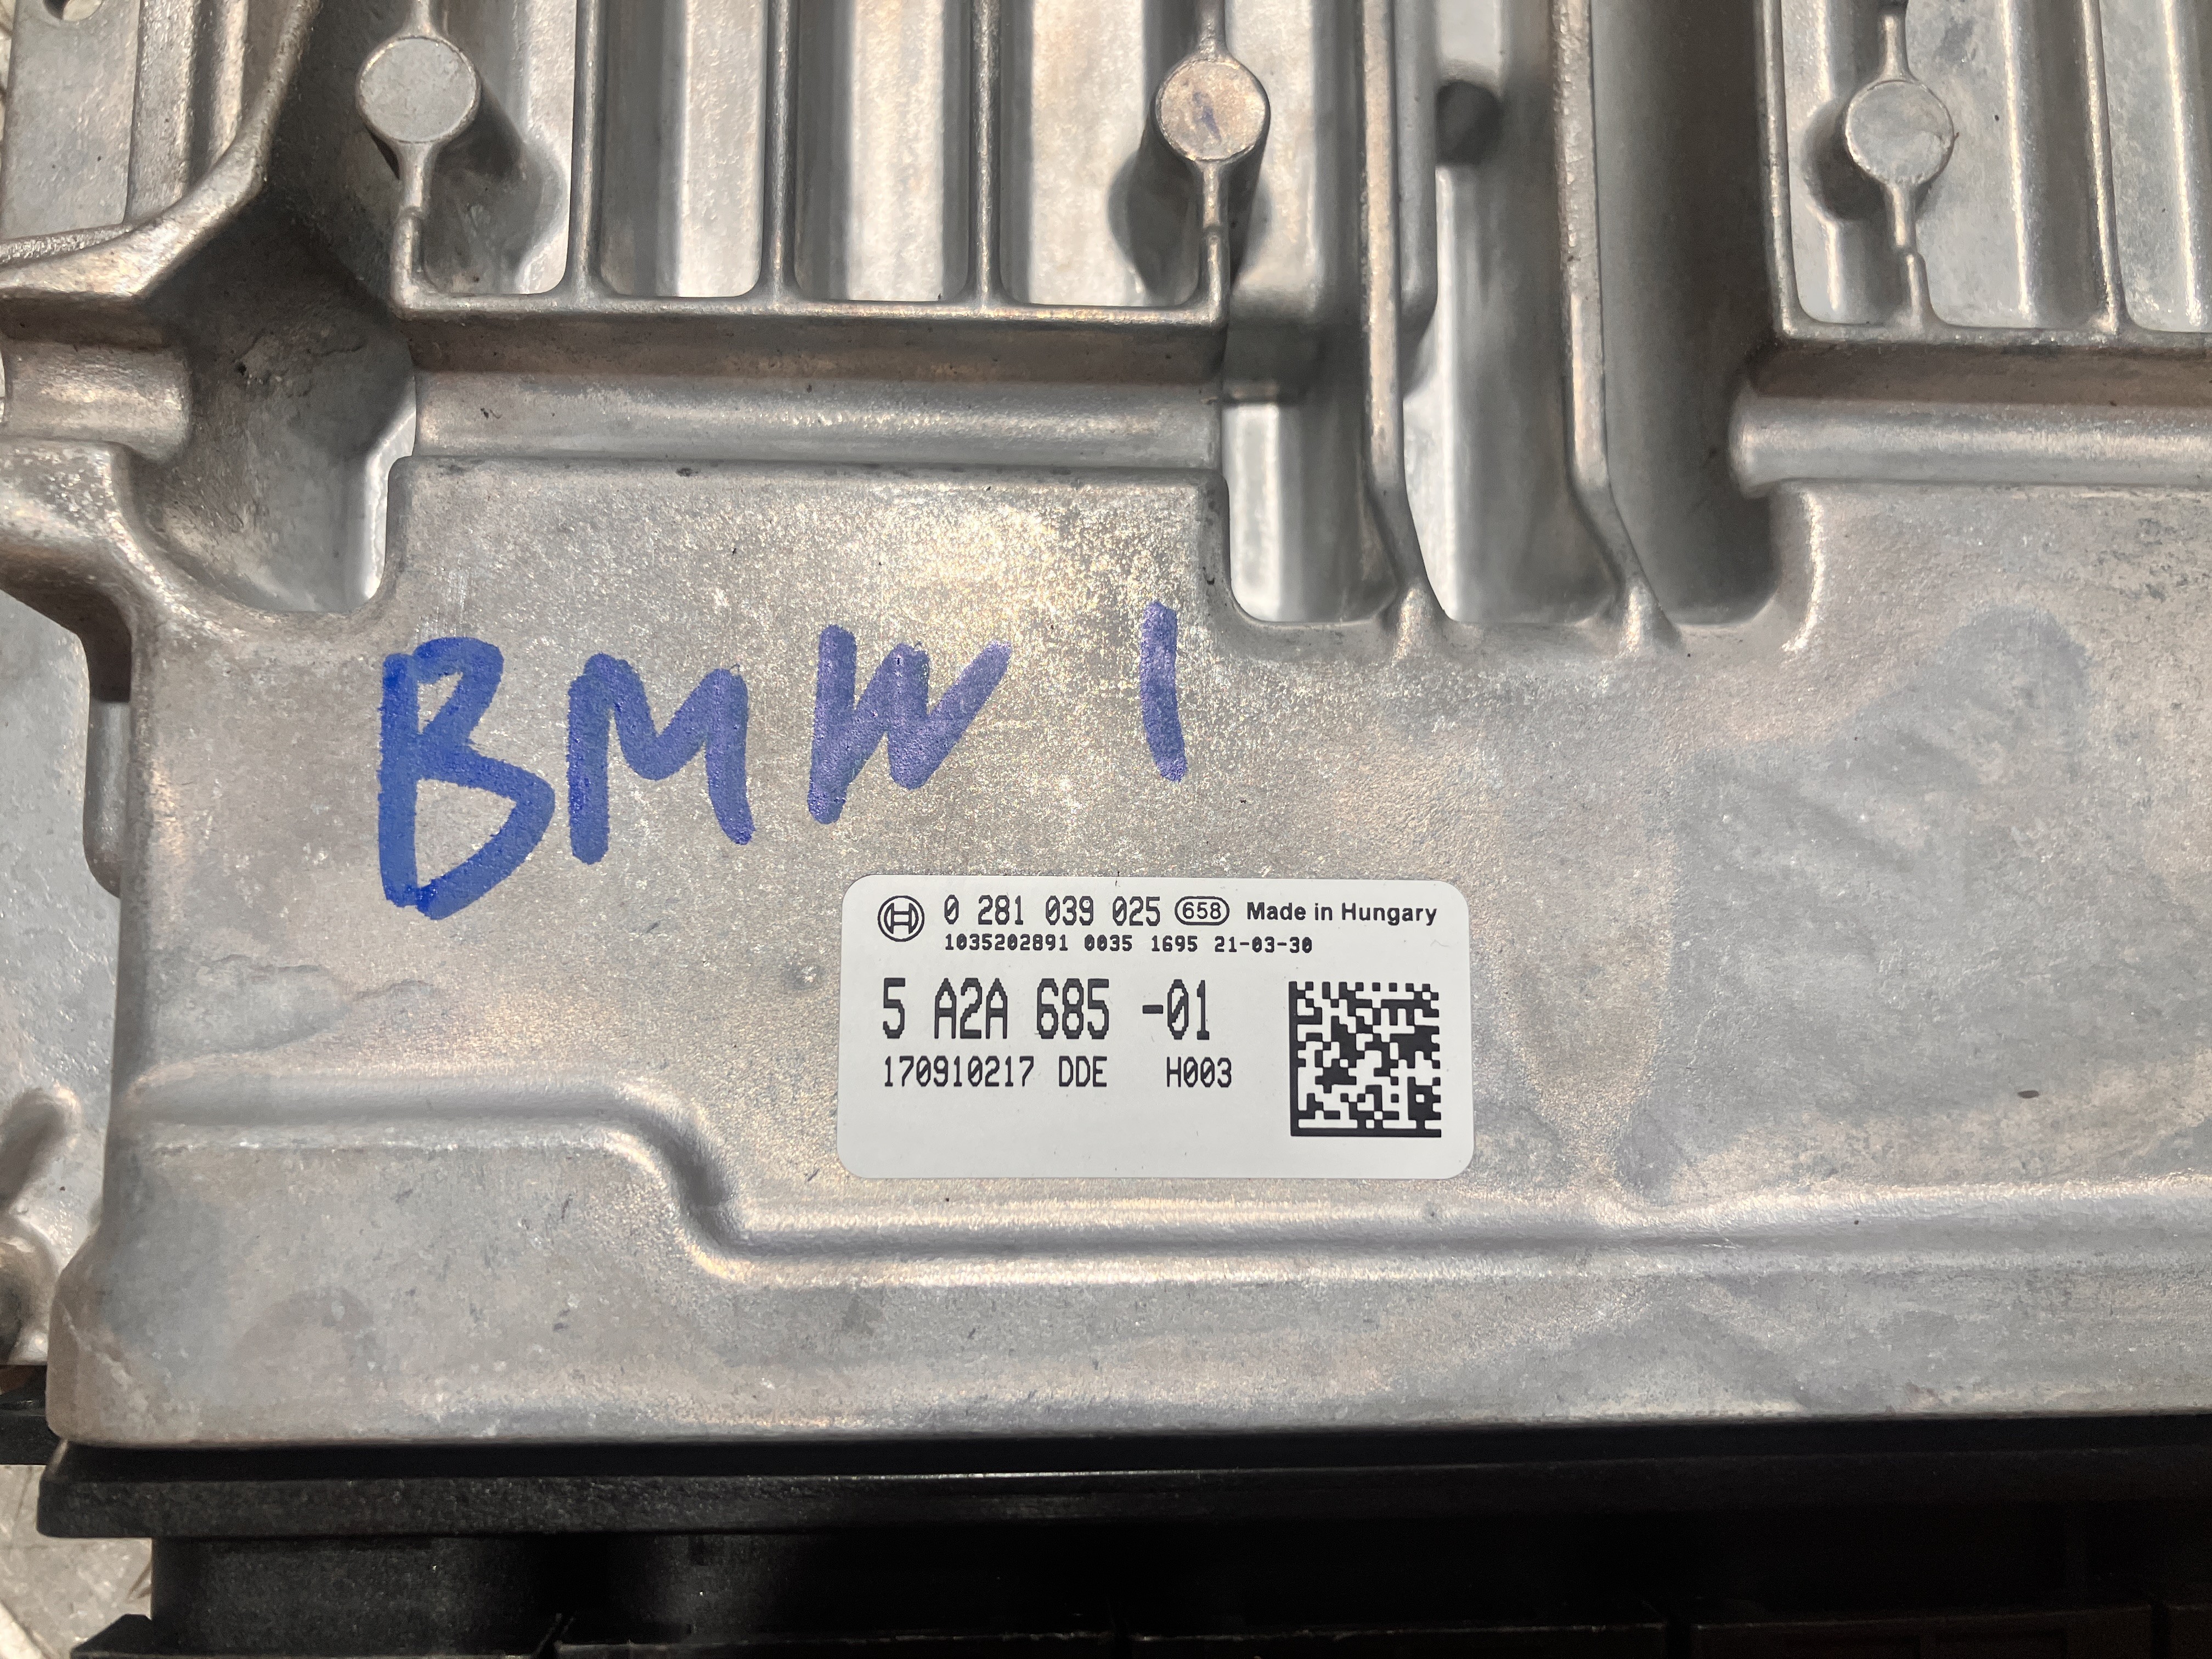 BMW 1
0 281 039 025 658 Made in Hungary
1035202891 0035 1695 21-03-30
5 A2A 685 -01
170910217 DDE H003